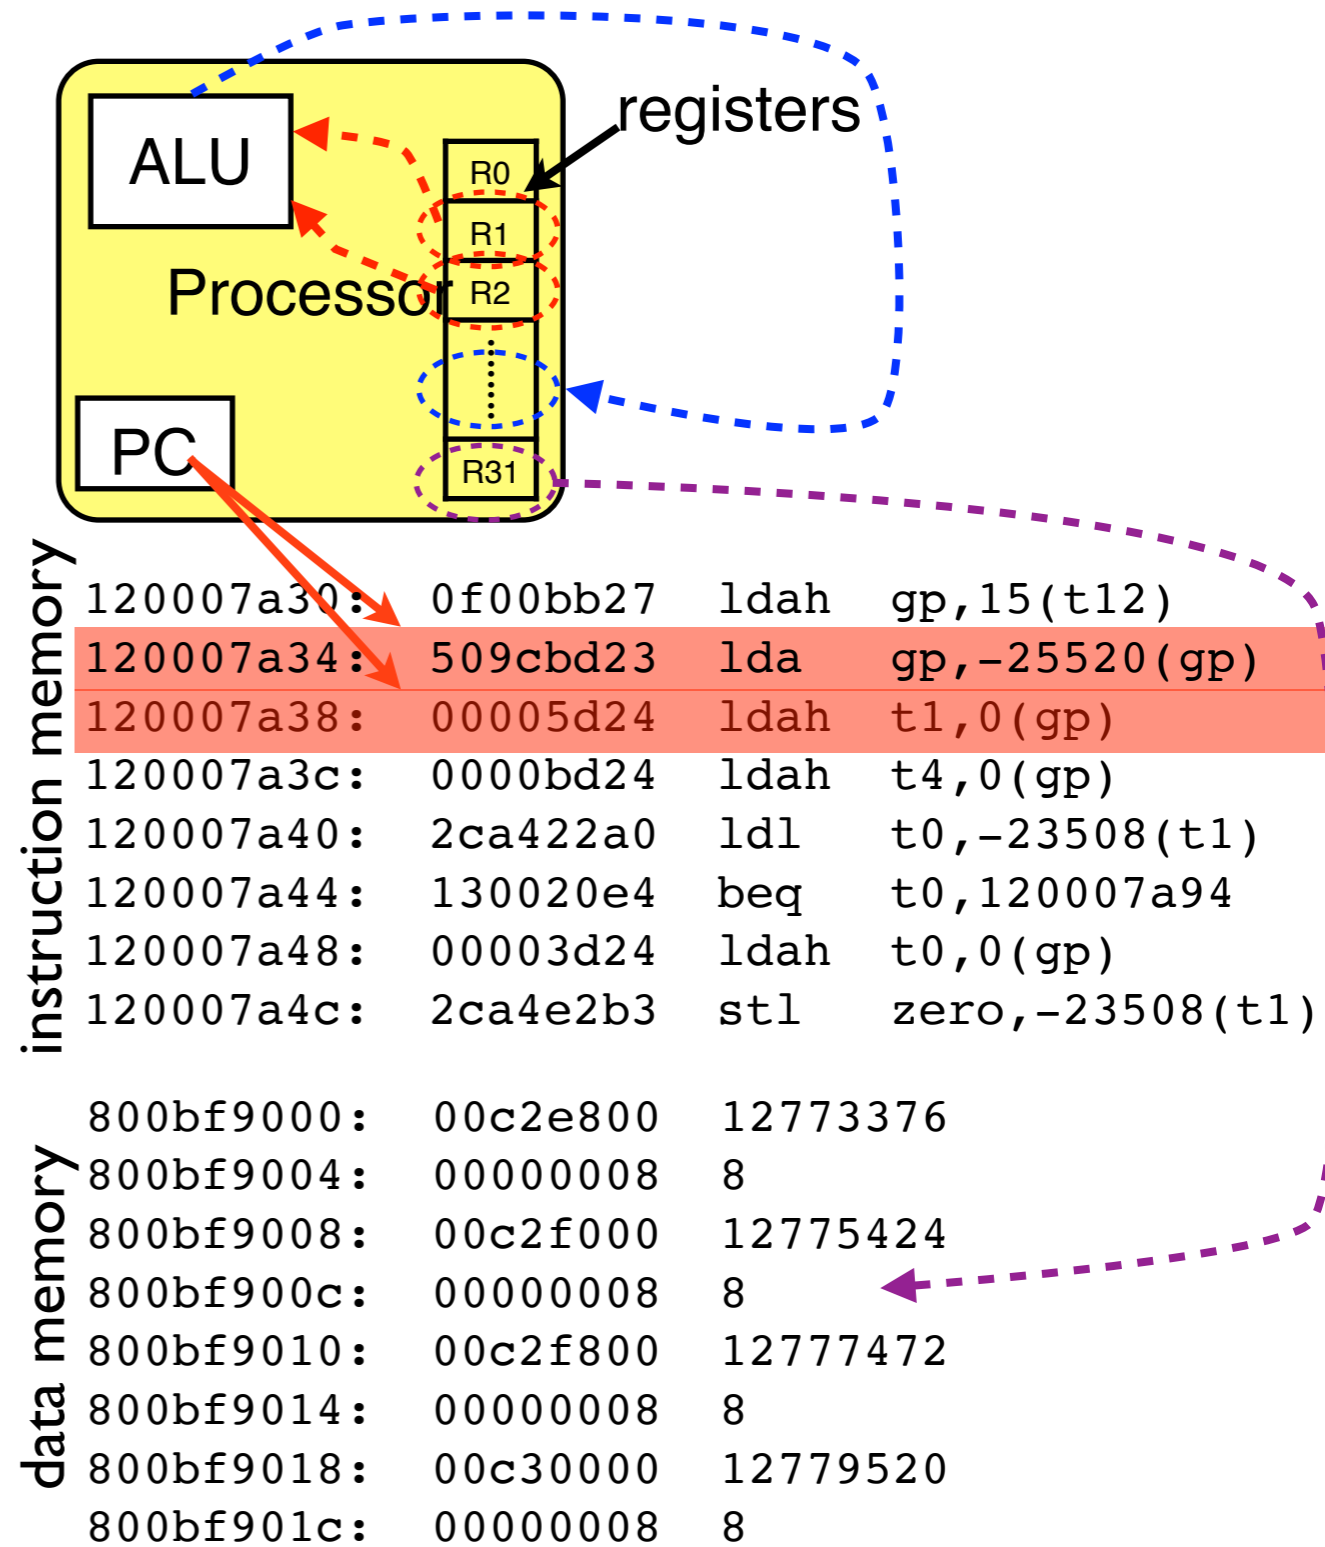 registers
ALU
R0
R1
Processor
R2
PC
R31
instruction memory
120007a30: 0f00bb27 ldah gp,15(t12)
120007a34: 509cbd23 lda gp,-25520(gp)
120007a38: 00005d24 ldah t1,0(gp)
120007a3c: 0000bd24 ldah t4,0(gp)
120007a40: 2ca422a0 ldl t0,-23508(t1)
120007a44: 130020e4 beq t0,120007a94
120007a48: 00003d24 ldah t0,0(gp)
120007a4c: 2ca4e2b3 stl zero,-23508(t1)
data memory
800bf9000: 00c2e800 12773376
800bf9004: 00000008 8
800bf9008: 00c2f000 12775424
800bf900c: 00000008 8
800bf9010: 00c2f800 12777472
800bf9014: 00000008 8
800bf9018: 00c30000 12779520
800bf901c: 00000008 8